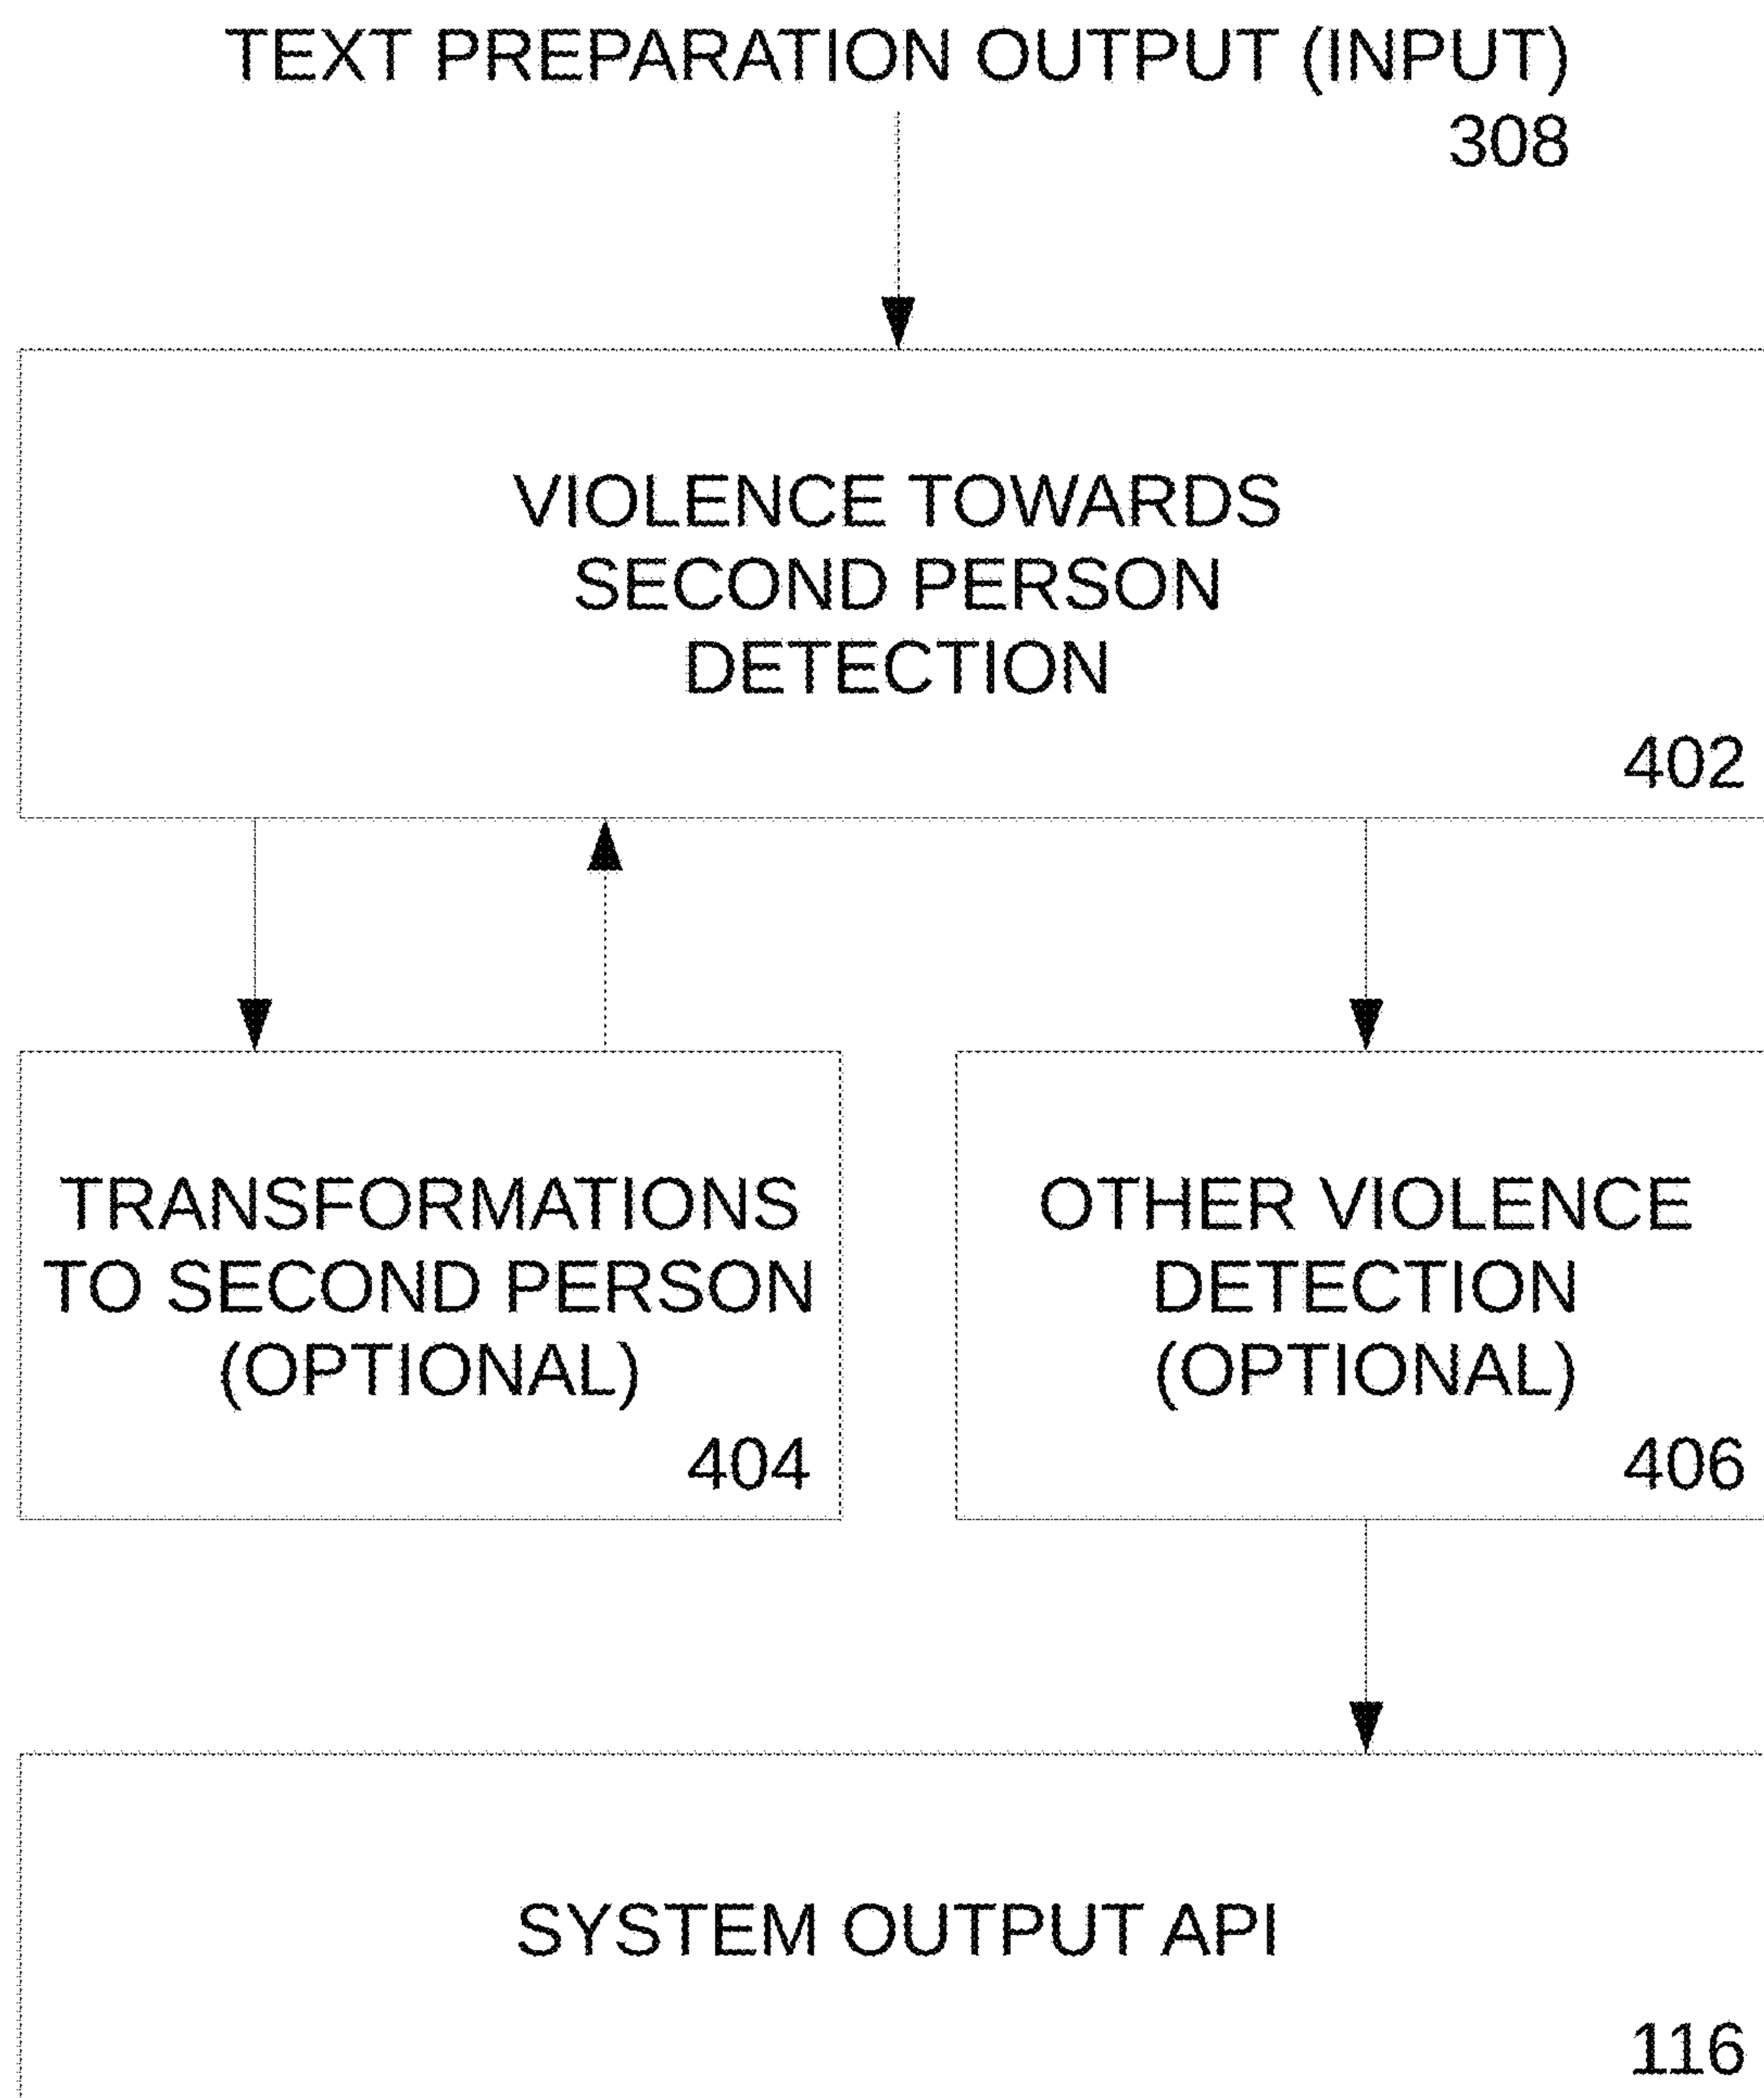 TEXT PREPARATION OUTPUT (INPUT)
308
VIOLENCE TOWARDS
SECOND PERSON
DETECTION
402
TRANSFORMATIONS
TO SECOND PERSON
(OPTIONAL)
404
OTHER VIOLENCE
DETECTION
(OPTIONAL)
406
SYSTEM OUTPUT API
116